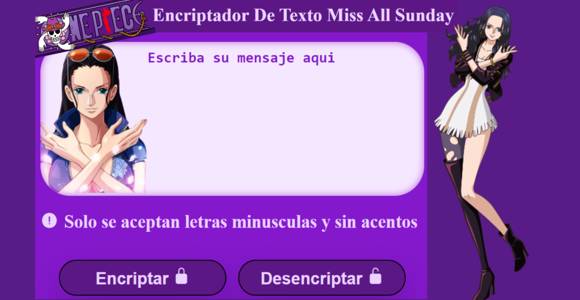 ONE PIECE
Encriptador De Texto Miss All Sunday
Escriba su mensaje aqui
Solo se aceptan letras minusculas y sin acentos
Encriptar
Desencriptar